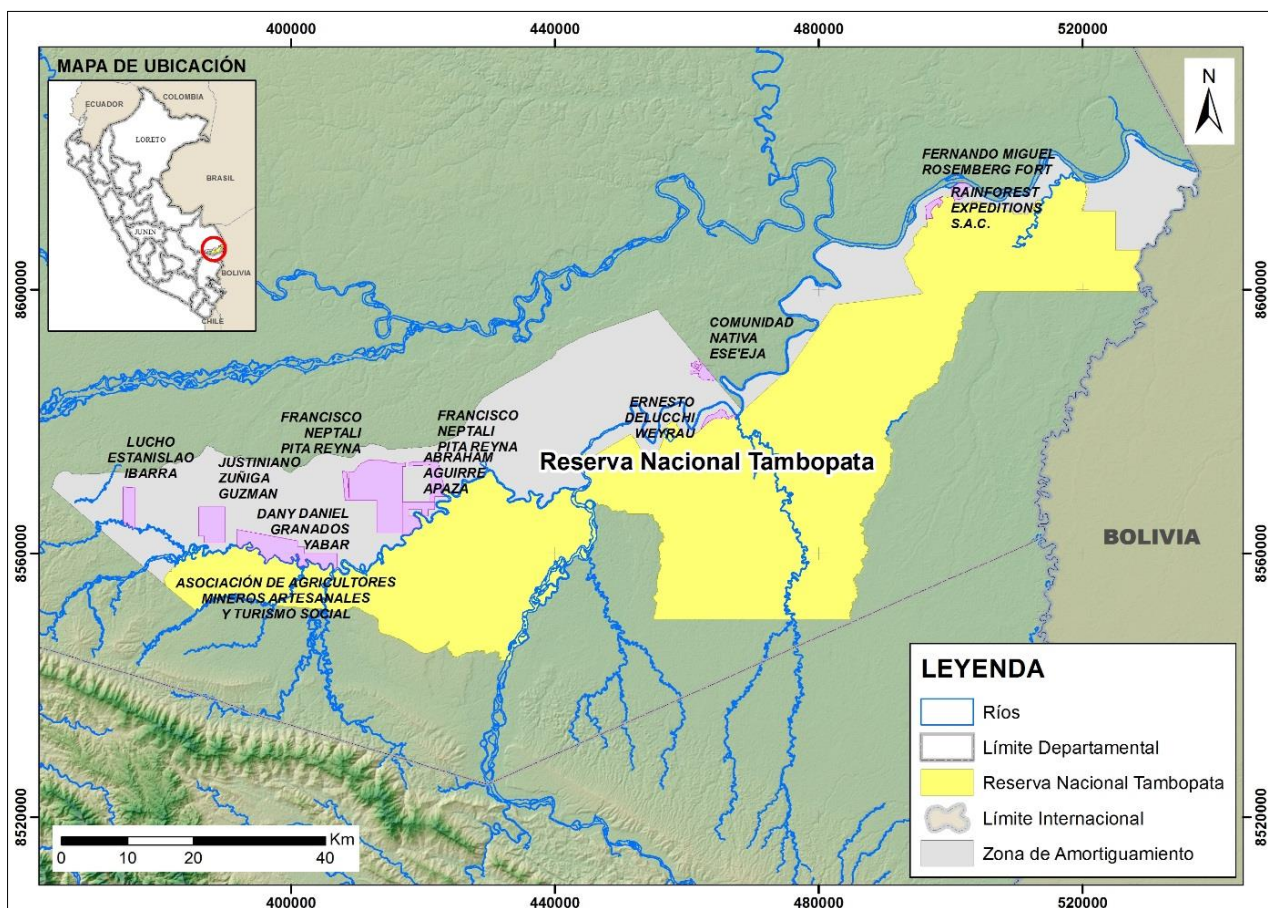 400000
440000
480000
520000
MAPA DE UBICACIÓN
ECUADOR
COLOMBIA
LORETO
BRASIL
JUNIN
BOLIVIA
CHILE
N
8600000
8600000
FERNANDO MIGUEL
ROSEMBERG FORT
RAINFOREST
EXPEDITIONS
S.A.C.
COMUNIDAD
NATIVA
ESE'EJA
ERNESTO
DELUCCHI
WEYRAU
FRANCISCO
NEPTALI
PITA REYNA
FRANCISCO
NEPTALI
PITA REYNA
LUCHO
ESTANISLAO
IBARRA
JUSTINIANO
ZUÑIGA
GUZMAN
ABRAHAM
AGUIRRE
APAZA
Reserva Nacional Tambopata
DANY DANIEL
GRANADOS
YABAR
BOLIVIA
8560000
8560000
ASOCIACIÓN DE AGRICULTORES
MINEROS ARTESANALES
Y TURISMO SOCIAL
LEYENDA
Ríos
Límite Departamental
Reserva Nacional Tambopata
Límite Internacional
Zona de Amortiguamiento
8520000
8520000
Km
0 10 20 40
400000
440000
480000
520000